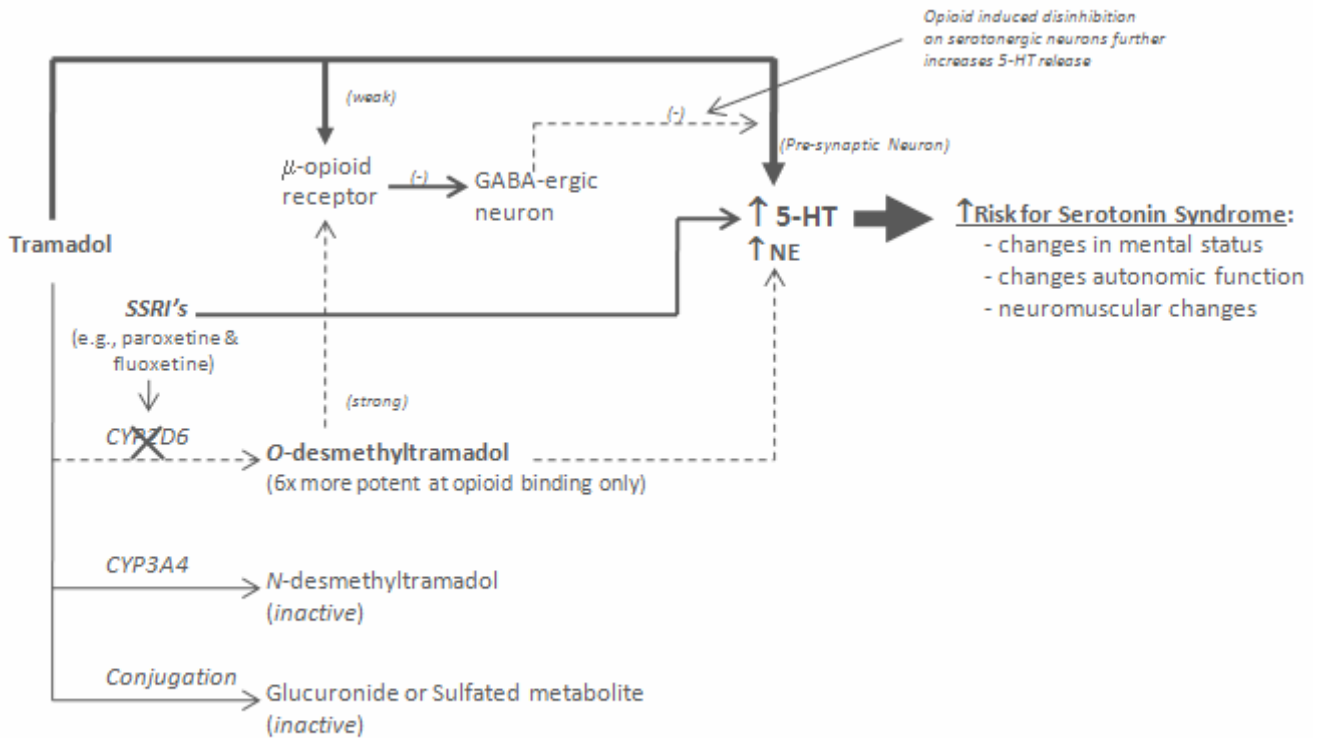 Opioid induced disinhibition
on serotonergic neurons further
increases 5-HT release
(weak)
(-)
(Pre-synaptic Neuron)
μ-opioid
receptor
(-)
GABA-ergic
neuron
↑ 5-HT
↑ NE
↑Risk for Serotonin Syndrome:
- changes in mental status
- changes autonomic function
- neuromuscular changes
Tramadol
SSRI's
(e.g., paroxetine &
fluoxetine)
(strong)
CYP2D6
O-desmethyltramadol
(6x more potent at opioid binding only)
CYP3A4
N-desmethyltramadol
(inactive)
Conjugation
Glucuronide or Sulfated metabolite
(inactive)